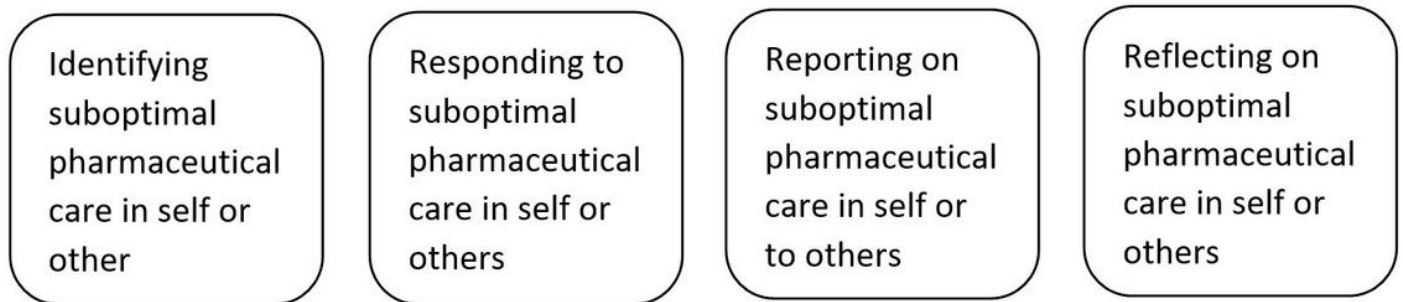 Identifying
suboptimal
pharmaceutical
care in self or
other
Responding to
suboptimal
pharmaceutical
care in self or
others
Reporting on
suboptimal
pharmaceutical
care in self or
to others
Reflecting on
suboptimal
pharmaceutical
care in self or
others